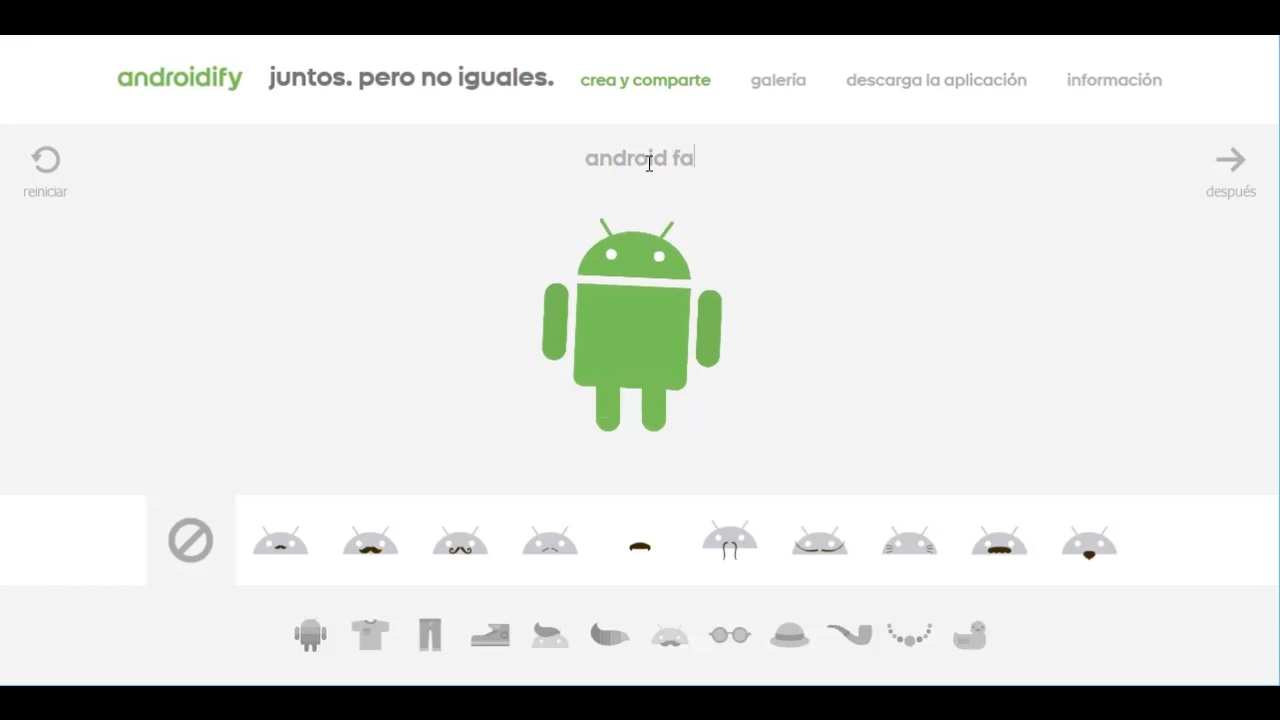 androidify juntos. pero no iguales. crea y comparte galería descarga la aplicación información
android fa
reiniciar
después